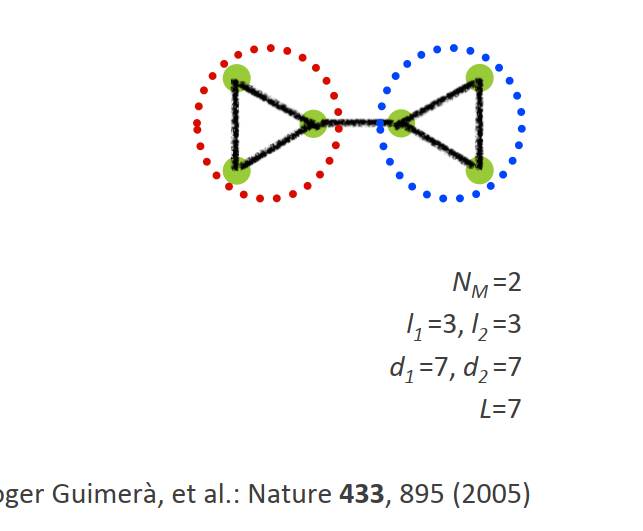 N_M=2
l_1=3, l_2=3
d_1=7, d_2=7
L=7
oger Guimerà, et al.: Nature 433, 895 (2005)